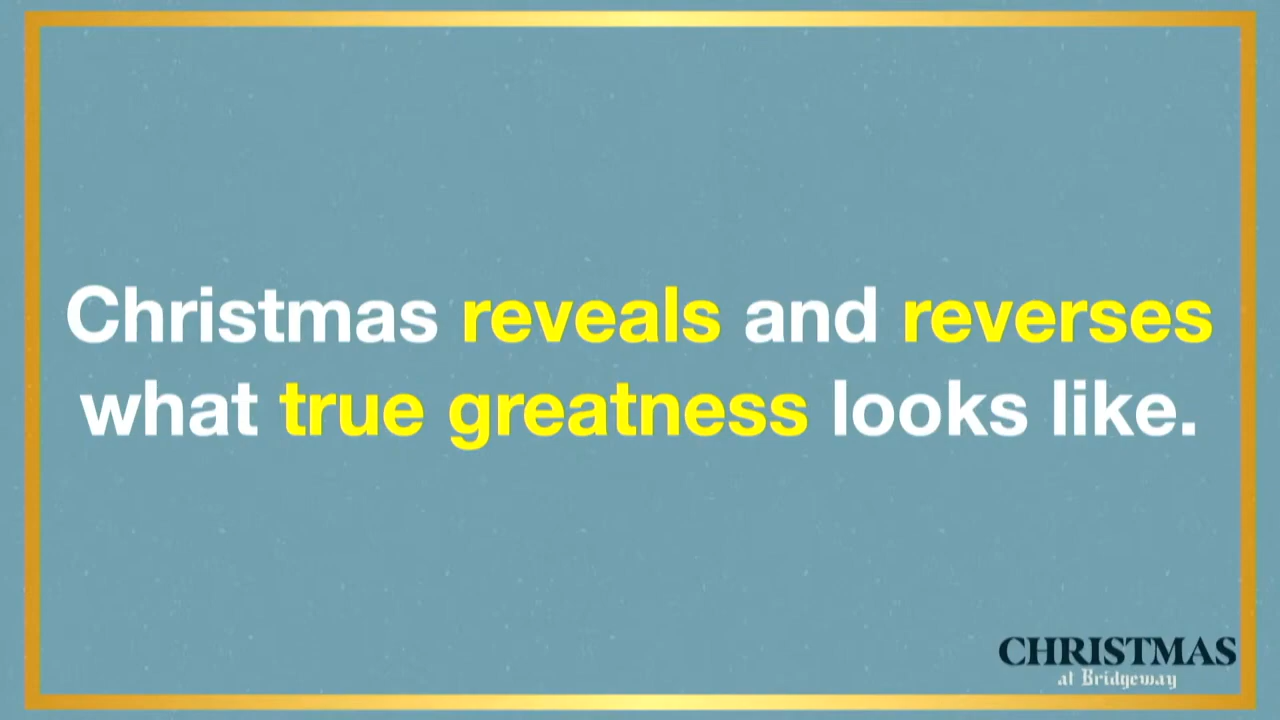 Christmas reveals and reverses
what true greatness looks like.
CHRISTMAS
at Bridgeway